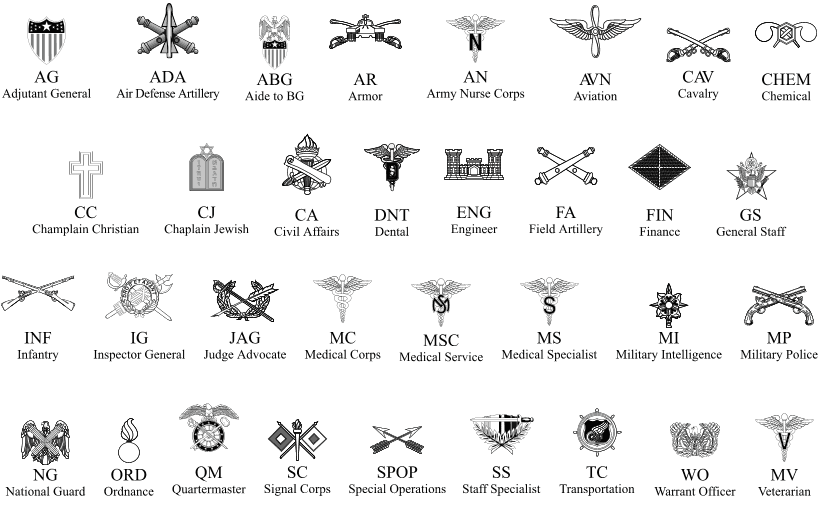 AG ADA ABG AR AN AVN CAV CHEM
Adjutant General Air Defense Artillery Aide to BG Armor Army Nurse Corps Aviation Cavalry Chemical
CC CJ CA DNT ENG FA FIN GS
Champlain Christian Chaplain Jewish Civil Affairs Dental Engineer Field Artillery Finance General Staff
INF IG JAG MC MSC MS MI MP
Infantry Inspector General Judge Advocate Medical Corps Medical Service Medical Specialist Military Intelligence Military Police
NG ORD QM SC SPOP SS TC WO MV
National Guard Ordnance Quartermaster Signal Corps Special Operations Staff Specialist Transportation Warrant Officer Veterarian